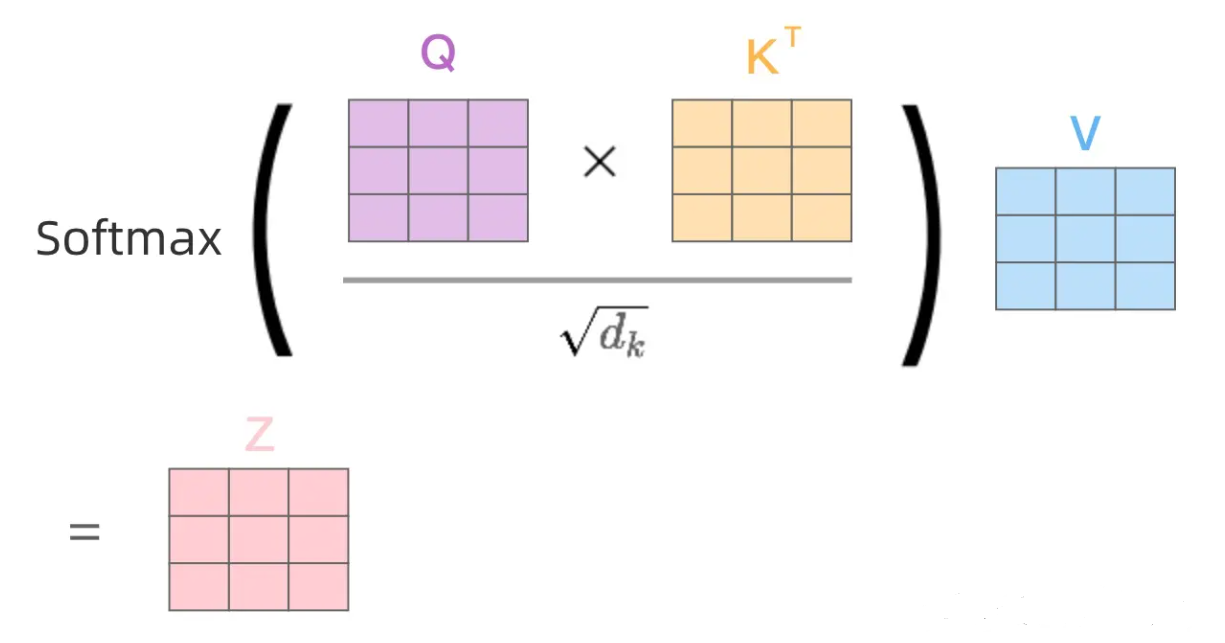 Q
K^T
Softmax ( × ) V
√d_k
Z
=